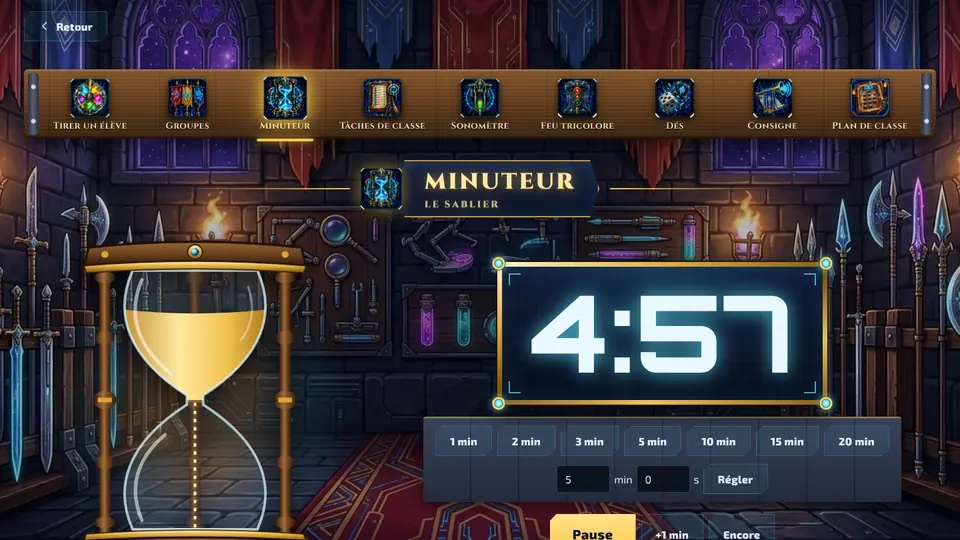 Retour
TIRER UN ÉLÈVE
GROUPES
MINUTEUR
TÂCHES DE CLASSE
SONOMÈTRE
FEU TRICOLORE
DÉS
CONSIGNE
PLAN DE CLASSE
MINUTEUR
LE SABLIER
4:57
1 min 2 min 3 min 5 min 10 min 15 min 20 min
5 min 0 s Régler
Pause +1 min Encore